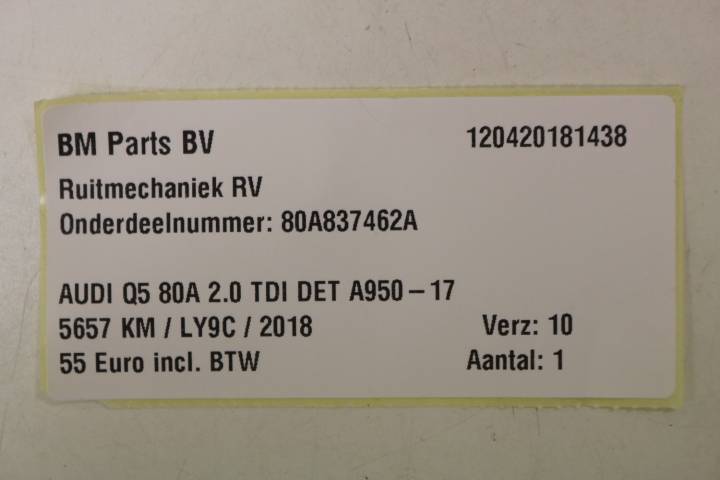 BM Parts BV 120420181438
Ruitmechaniek RV
Onderdeelnummer: 80A837462A
AUDI Q5 80A 2.0 TDI DET A950-17
5657 KM / LY9C / 2018 Verz: 10
55 Euro incl. BTW Aantal: 1